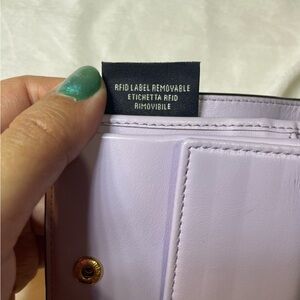 RFID LABEL REMOVABLE
ETICHETTA RFID
RIMOVIBILE